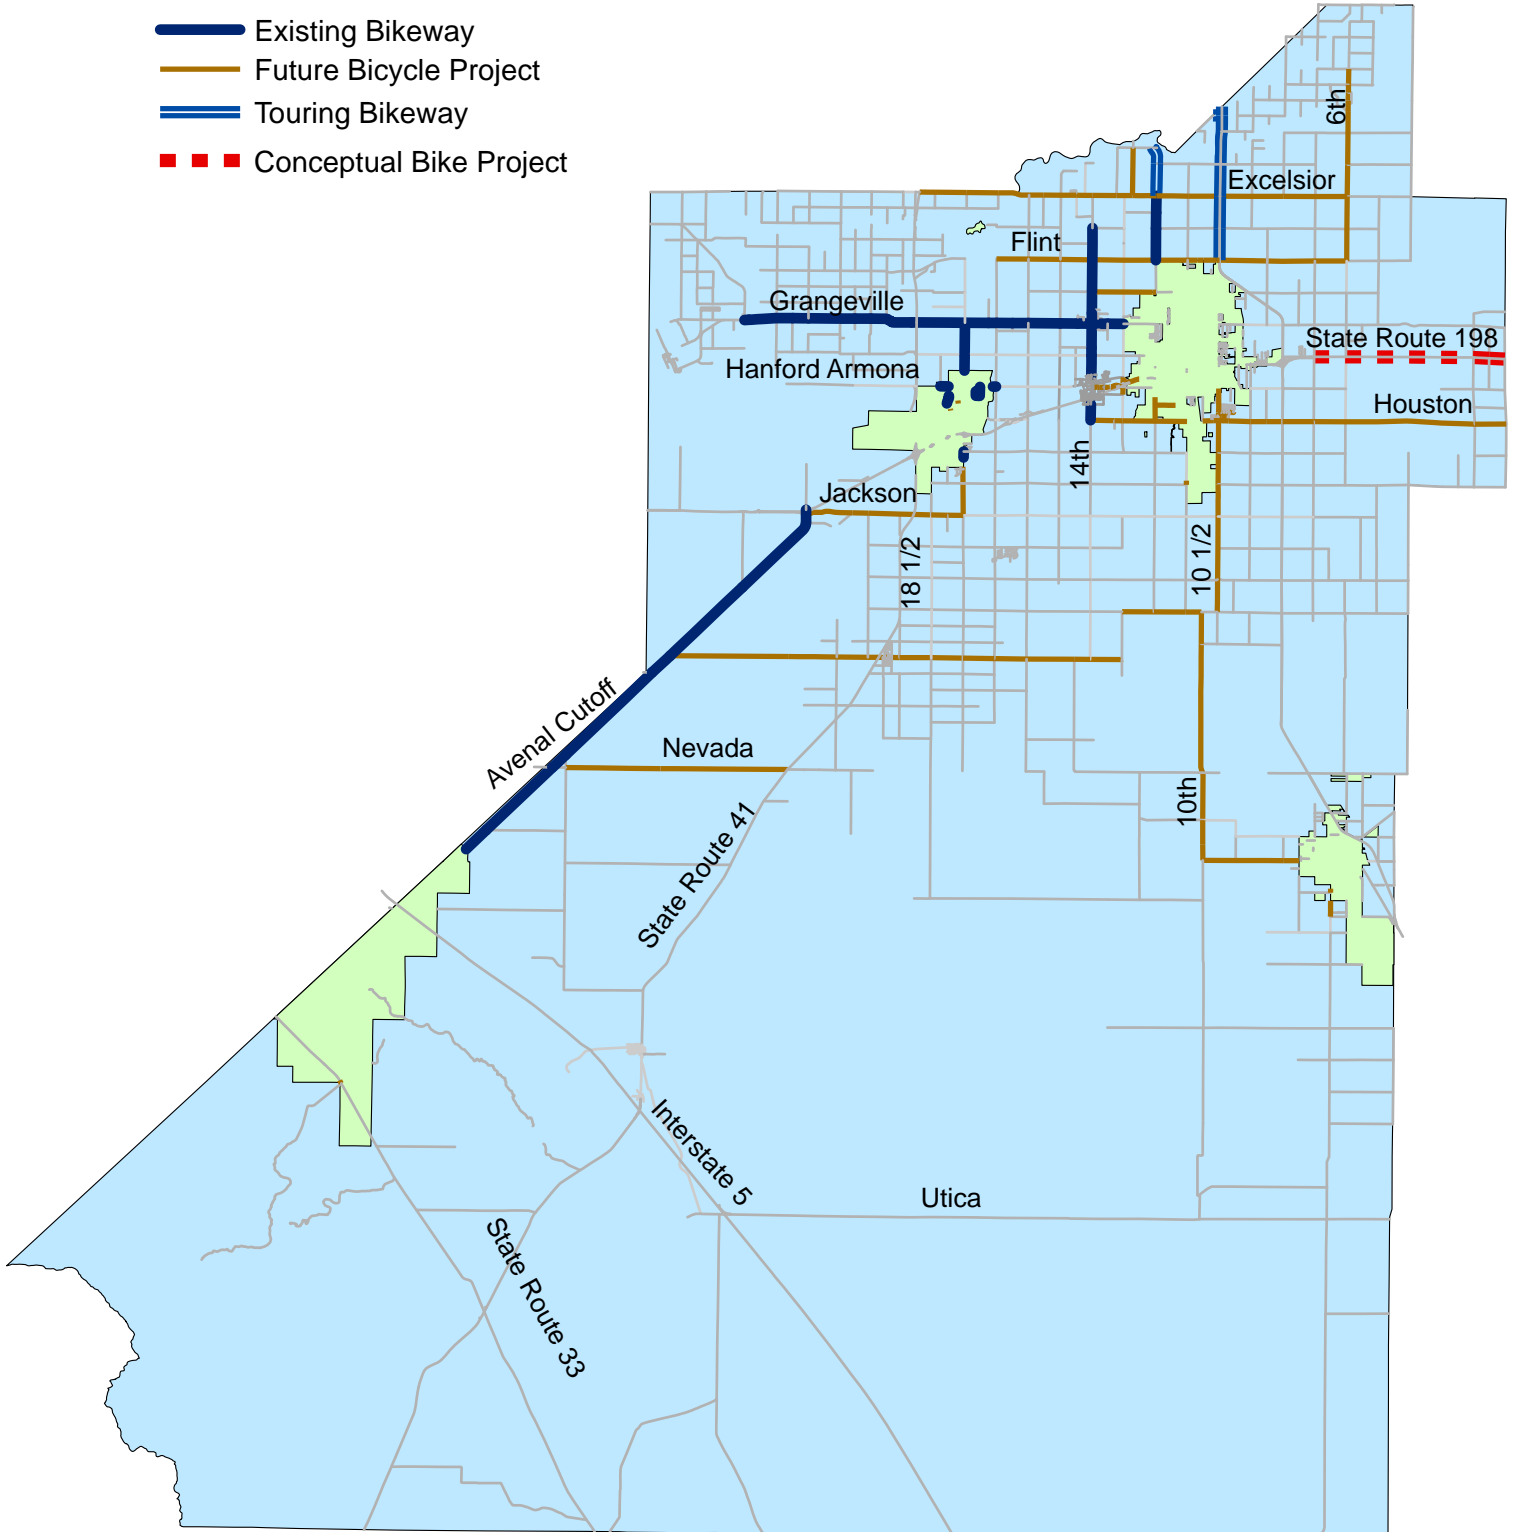 Existing Bikeway
Future Bicycle Project
Touring Bikeway
Conceptual Bike Project
6th
Excelsior
Flint
Grangeville
State Route 198
Hanford Armona
Houston
14th
Jackson
18 1/2
10 1/2
Avenal Cutoff
Nevada
10th
State Route 41
Interstate 5
Utica
State Route 33